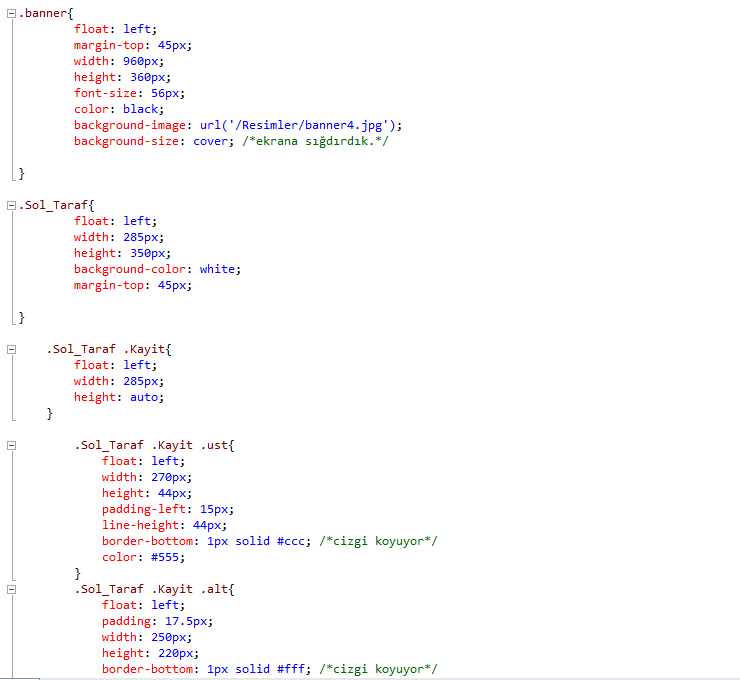 .banner{
float: left;
margin-top: 45px;
width: 960px;
height: 360px;
font-size: 56px;
color: black;
background-image: url('/Resimler/banner4.jpg');
background-size: cover; /*ekrana sığdırdık.*/
}
.Sol_Taraf{
float: left;
width: 285px;
height: 350px;
background-color: white;
margin-top: 45px;
}
.Sol_Taraf .Kayit{
float: left;
width: 285px;
height: auto;
}
.Sol_Taraf .Kayit .ust{
float: left;
width: 270px;
height: 44px;
padding-left: 15px;
line-height: 44px;
border-bottom: 1px solid #ccc; /*cizgi koyuyor*/
color: #555;
}
.Sol_Taraf .Kayit .alt{
float: left;
padding: 17.5px;
width: 250px;
height: 220px;
border-bottom: 1px solid #fff; /*cizgi koyuyor*/